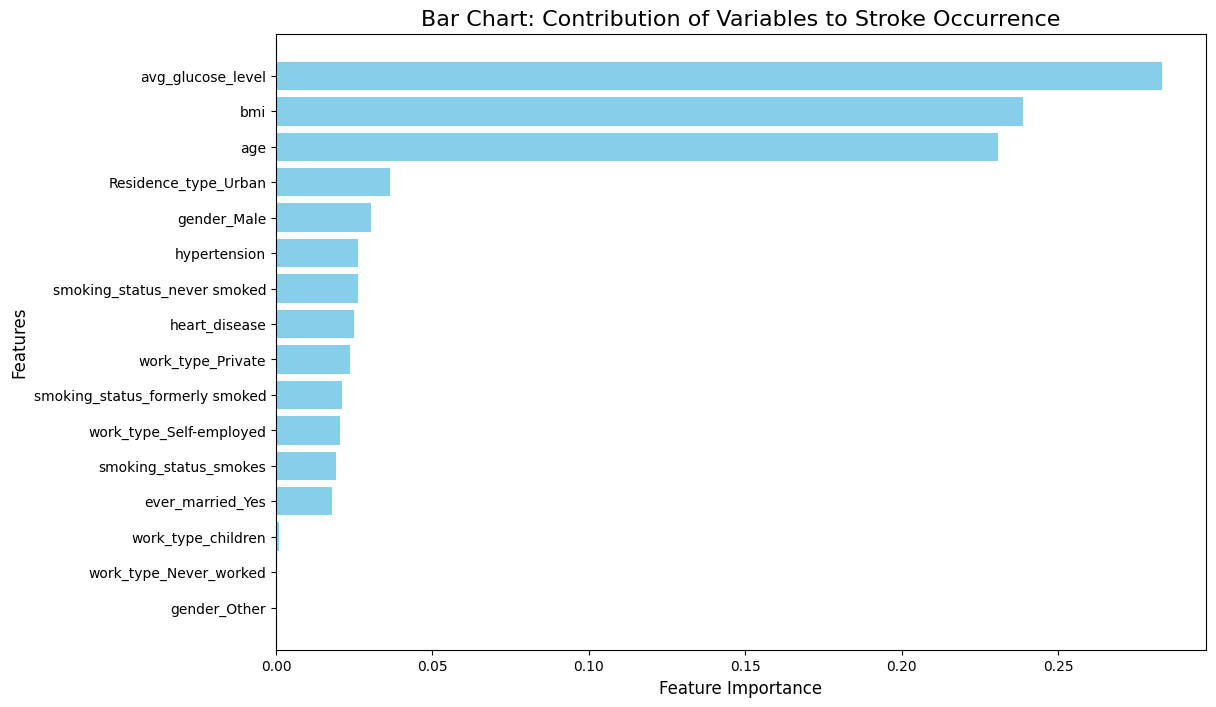 Bar Chart: Contribution of Variables to Stroke Occurrence
Features
avg_glucose_level
bmi
age
Residence_type_Urban
gender_Male
hypertension
smoking_status_never smoked
heart_disease
work_type_Private
smoking_status_formerly smoked
work_type_Self-employed
smoking_status_smokes
ever_married_Yes
work_type_children
work_type_Never_worked
gender_Other
0.00 0.05 0.10 0.15 0.20 0.25
Feature Importance